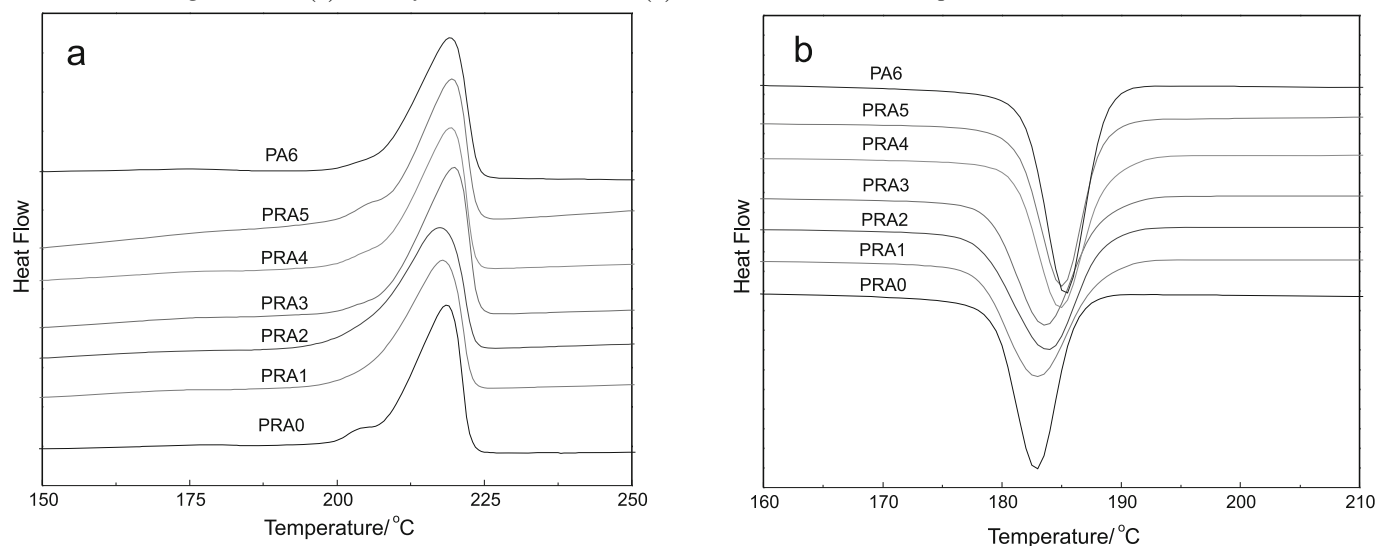 a
PA6
PRA5
PRA4
PRA3
PRA2
PRA1
PRA0
Heat Flow
150 175 200 225 250
Temperature/ °C
b
PA6
PRA5
PRA4
PRA3
PRA2
PRA1
PRA0
Heat Flow
160 170 180 190 200 210
Temperature/ °C